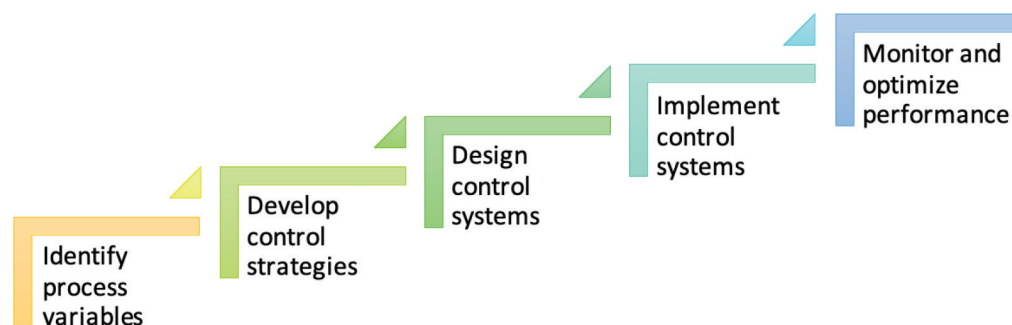 Identify
process
variables
Develop
control
strategies
Design
control
systems
Implement
control
systems
Monitor and
optimize
performance